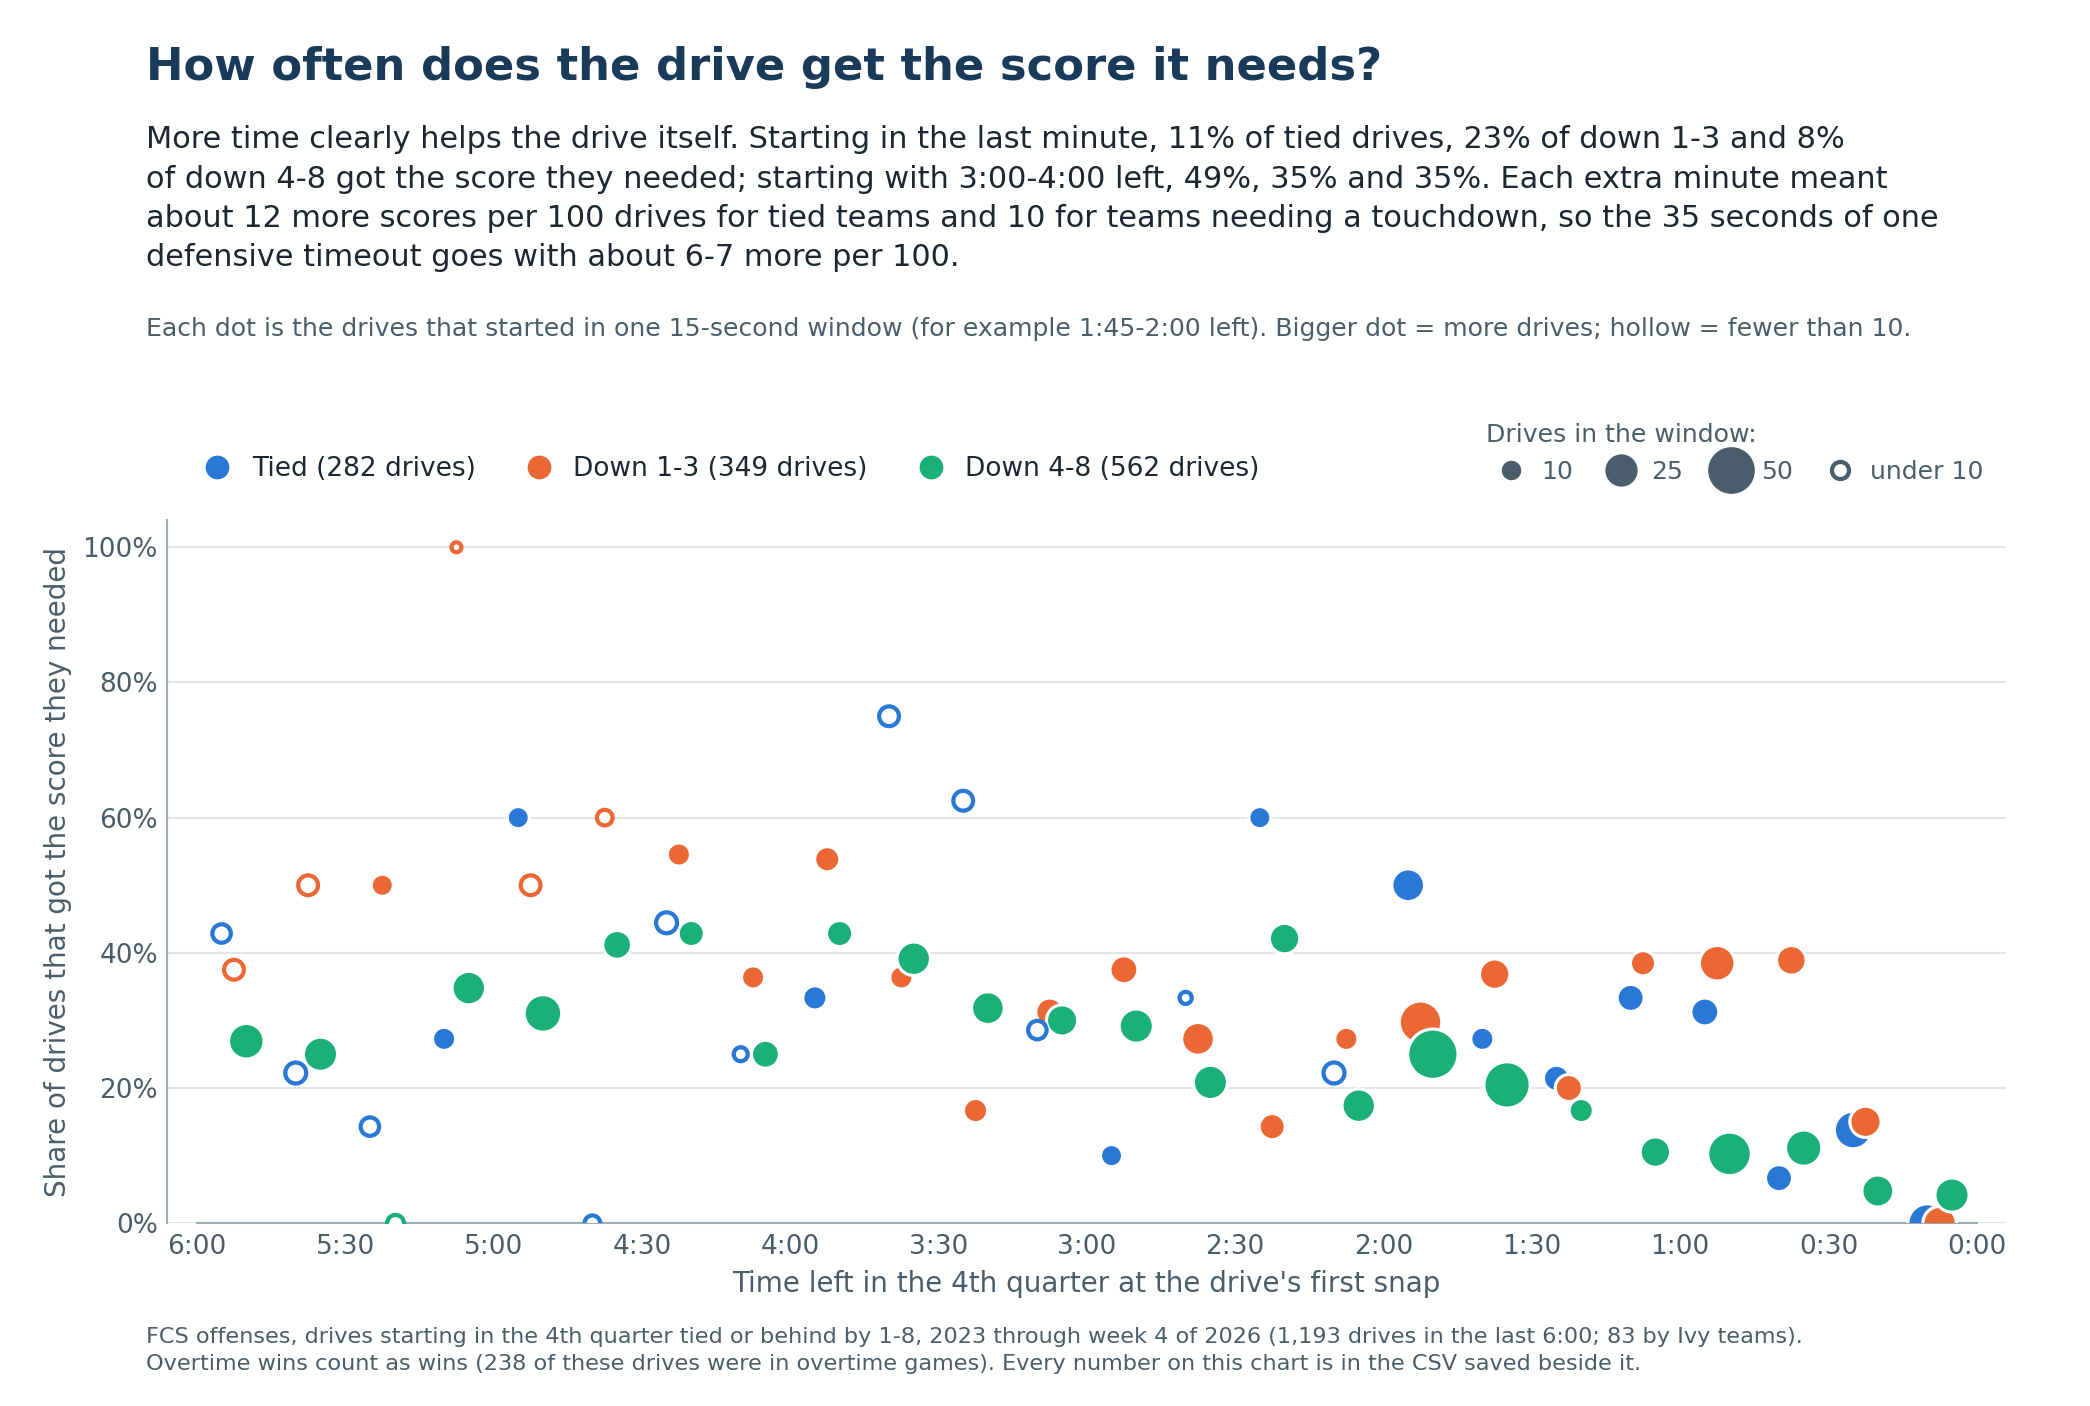 How often does the drive get the score it needs?
More time clearly helps the drive itself. Starting in the last minute, 11% of tied drives, 23% of down 1-3 and 8%
of down 4-8 got the score they needed; starting with 3:00-4:00 left, 49%, 35% and 35%. Each extra minute meant
about 12 more scores per 100 drives for tied teams and 10 for teams needing a touchdown, so the 35 seconds of one
defensive timeout goes with about 6-7 more per 100.
Each dot is the drives that started in one 15-second window (for example 1:45-2:00 left). Bigger dot = more drives; hollow = fewer than 10.
Drives in the window:
Tied (282 drives) Down 1-3 (349 drives) Down 4-8 (562 drives) 10 25 50 under 10
Share of drives that got the score they needed
100%
80%
60%
40%
20%
0%
6:00 5:30 5:00 4:30 4:00 3:30 3:00 2:30 2:00 1:30 1:00 0:30 0:00
Time left in the 4th quarter at the drive's first snap
FCS offenses, drives starting in the 4th quarter tied or behind by 1-8, 2023 through week 4 of 2026 (1,193 drives in the last 6:00; 83 by Ivy teams).
Overtime wins count as wins (238 of these drives were in overtime games). Every number on this chart is in the CSV saved beside it.